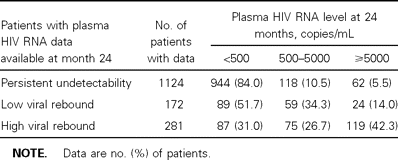 Patients with plasma HIV RNA data available at month 24 No. of patients with data Plasma HIV RNA level at 24 months, copies/mL
<500 500–5000 ⩾5000
Persistent undetectability 1124 944 (84.0) 118 (10.5) 62 (5.5)
Low viral rebound 172 89 (51.7) 59 (34.3) 24 (14.0)
High viral rebound 281 87 (31.0) 75 (26.7) 119 (42.3)
NOTE. Data are no. (%) of patients.